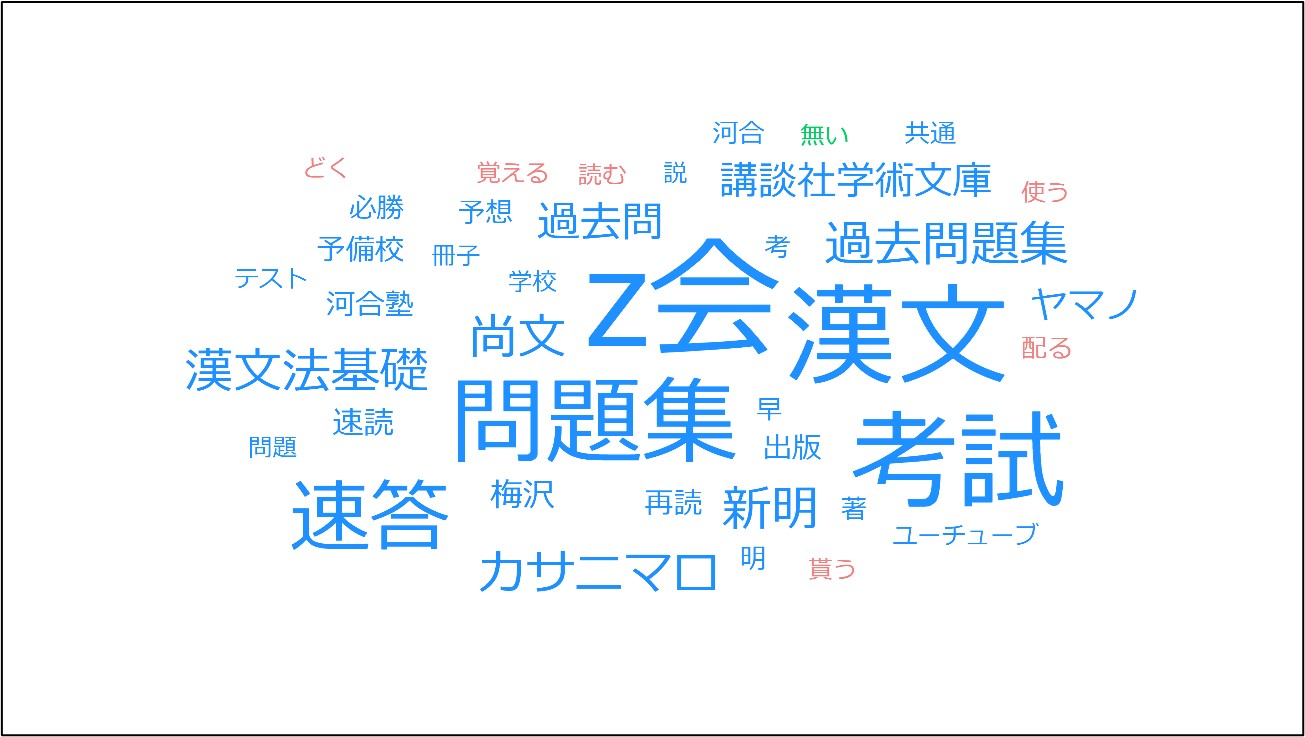 河合 無い 共通
どく 覚える 読む 説 講談社学術文庫 使う
必勝 予想 過去問
予備校 冊子 考 過去問題集
テスト 学校 z会 漢文 ヤマノ
河合塾 尚文 配る
漢文法基礎
速読 問題集 早
問題 出版 考試
速答 梅沢 再読 新明 著
ユーチューブ
カサニマロ 明 貰う